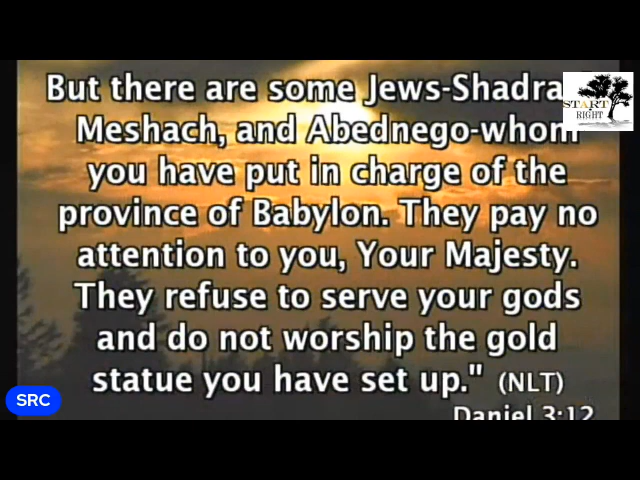 But there are some Jews-Shadra
Meshach, and Abednego-whom
you have put in charge of the
province of Babylon. They pay no
attention to you, Your Majesty.
They refuse to serve your gods
and do not worship the gold
statue you have set up." (NLT)
Daniel 3:12
START
RIGHT
SRC